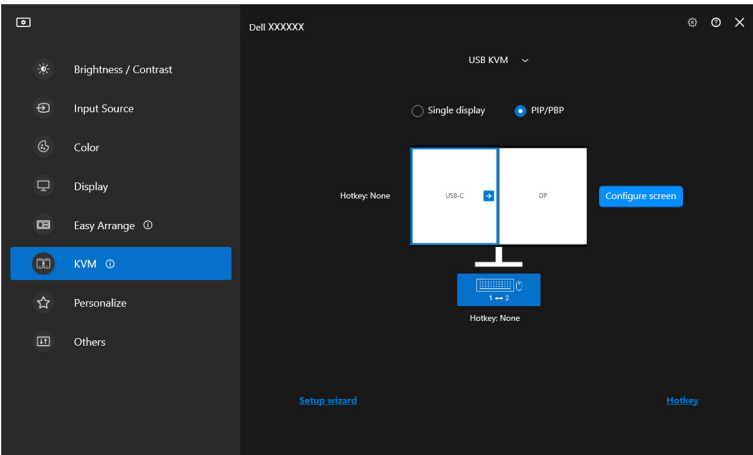 Dell XXXXXX
Brightness / Contrast
Input Source
Color
Display
Easy Arrange
KVM
Personalize
Others
USB KVM
Single display
PIP/PBP
Hotkey: None
USB-C
DP
Configure screen
1 ↔ 2
Hotkey: None
Setup wizard
Hotkey